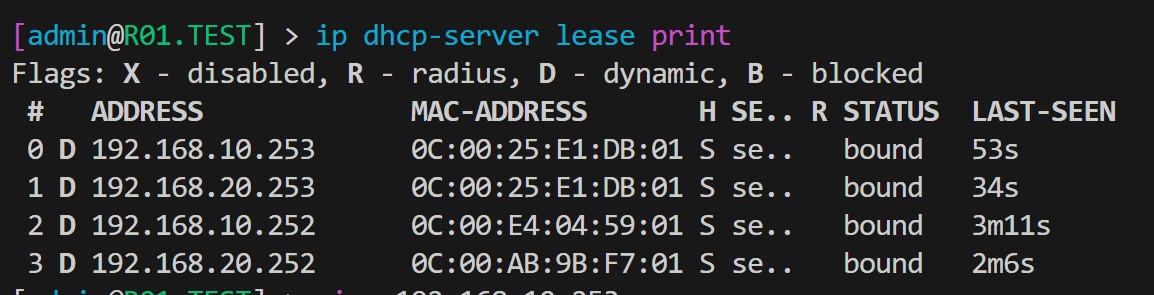 [admin@R01.TEST] > ip dhcp-server lease print
Flags: X - disabled, R - radius, D - dynamic, B - blocked
# ADDRESS MAC-ADDRESS H SE.. R STATUS LAST-SEEN
0 D 192.168.10.253 0C:00:25:E1:DB:01 S se.. bound 53s
1 D 192.168.20.253 0C:00:25:E1:DB:01 S se.. bound 34s
2 D 192.168.10.252 0C:00:E4:04:59:01 S se.. bound 3m11s
3 D 192.168.20.252 0C:00:AB:9B:F7:01 S se.. bound 2m6s